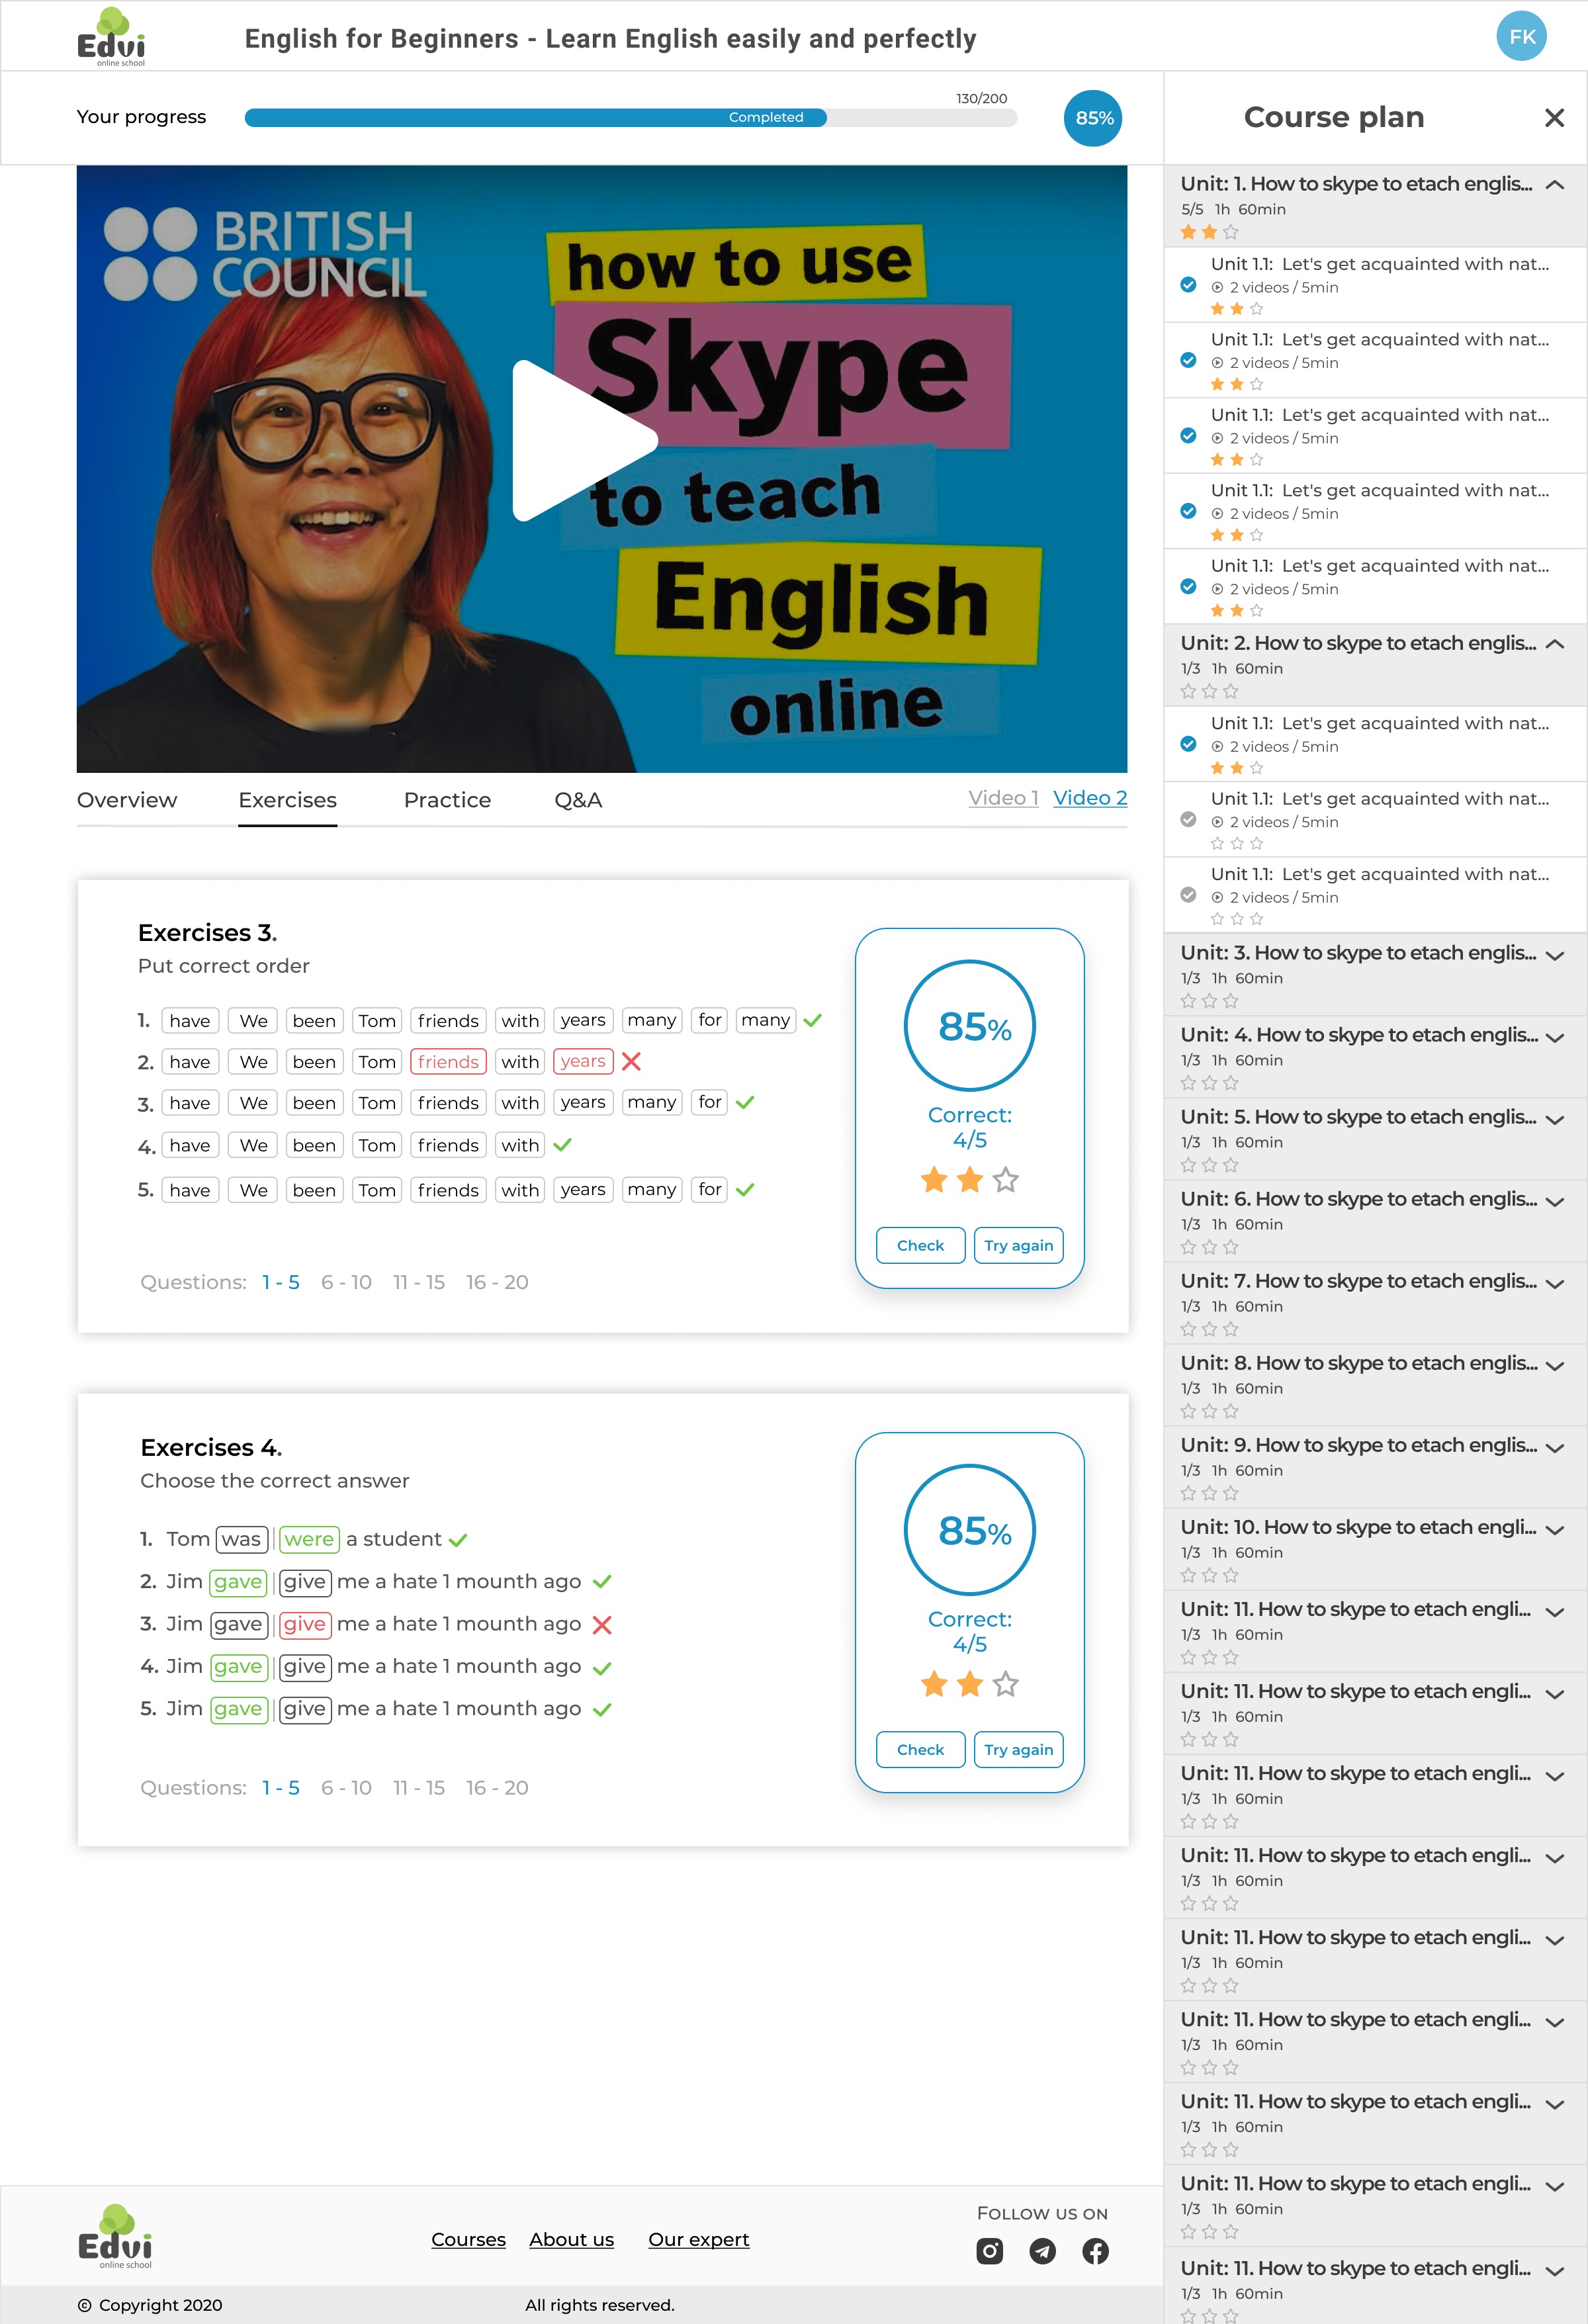 Edvi
online school
English for Beginners - Learn English easily and perfectly
FK
Your progress
Completed
130/200
85%
BRITISH
COUNCIL
how to use
Skype
to teach
English
online
Overview Exercises Practice Q&A Video 1 Video 2
Exercises 3.
Put correct order
1. have We been Tom friends with years many for many
2. have We been Tom friends with years
3. have We been Tom friends with years many for
4. have We been Tom friends with
5. have We been Tom friends with years many for
Questions: 1 - 5 6 - 10 11 - 15 16 - 20
85%
Correct:
4/5
Check Try again
Exercises 4.
Choose the correct answer
1. Tom was | were a student
2. Jim gave | give me a hate 1 mounth ago
3. Jim gave | give me a hate 1 mounth ago
4. Jim gave | give me a hate 1 mounth ago
5. Jim gave | give me a hate 1 mounth ago
Questions: 1 - 5 6 - 10 11 - 15 16 - 20
85%
Correct:
4/5
Check Try again
Course plan
Unit: 1. How to skype to etach englis...
5/5 1h 60min
Unit 1.1: Let's get acquainted with nat...
2 videos / 5min
Unit 1.1: Let's get acquainted with nat...
2 videos / 5min
Unit 1.1: Let's get acquainted with nat...
2 videos / 5min
Unit 1.1: Let's get acquainted with nat...
2 videos / 5min
Unit 1.1: Let's get acquainted with nat...
2 videos / 5min
Unit: 2. How to skype to etach englis...
1/3 1h 60min
Unit 1.1: Let's get acquainted with nat...
2 videos / 5min
Unit 1.1: Let's get acquainted with nat...
2 videos / 5min
Unit 1.1: Let's get acquainted with nat...
2 videos / 5min
Unit: 3. How to skype to etach englis...
1/3 1h 60min
Unit: 4. How to skype to etach englis...
1/3 1h 60min
Unit: 5. How to skype to etach englis...
1/3 1h 60min
Unit: 6. How to skype to etach englis...
1/3 1h 60min
Unit: 7. How to skype to etach englis...
1/3 1h 60min
Unit: 8. How to skype to etach englis...
1/3 1h 60min
Unit: 9. How to skype to etach englis...
1/3 1h 60min
Unit: 10. How to skype to etach engli...
1/3 1h 60min
Unit: 11. How to skype to etach engli...
1/3 1h 60min
Unit: 11. How to skype to etach engli...
1/3 1h 60min
Unit: 11. How to skype to etach engli...
1/3 1h 60min
Unit: 11. How to skype to etach engli...
1/3 1h 60min
Unit: 11. How to skype to etach engli...
1/3 1h 60min
Unit: 11. How to skype to etach engli...
1/3 1h 60min
Unit: 11. How to skype to etach engli...
1/3 1h 60min
Unit: 11. How to skype to etach engli...
1/3 1h 60min
Unit: 11. How to skype to etach engli...
1/3 1h 60min
Edvi
online school
Courses About us Our expert
FOLLOW US ON
© Copyright 2020
All rights reserved.